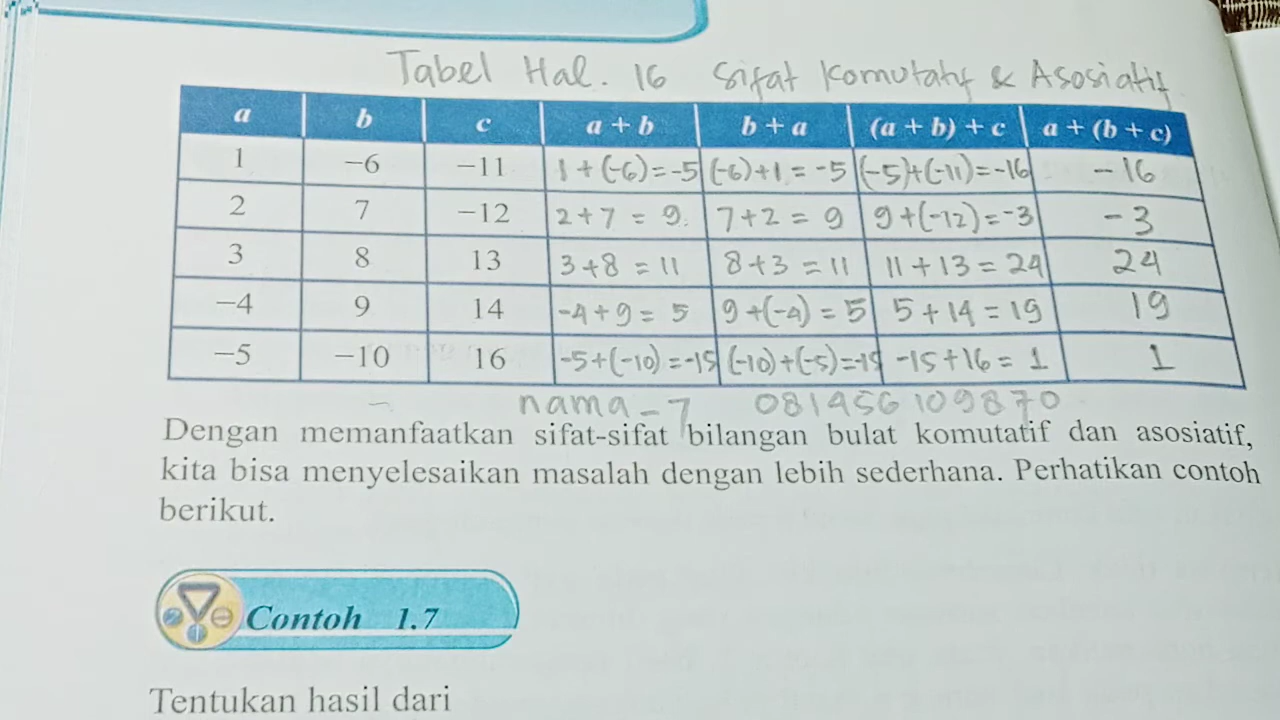 Tabel Hal. 16 Sifat Komutatif & Asosiatif
a b c a + b b + a (a + b) + c a + (b + c)
1 −6 −11 1 + (-6) = -5 (-6) + 1 = -5 (-5) + (-11) = -16 -16
2 7 −12 2 + 7 = 9 7 + 2 = 9 9 + (-12) = -3 -3
3 8 13 3 + 8 = 11 8 + 3 = 11 11 + 13 = 24 24
−4 9 14 -4 + 9 = 5 9 + (-4) = 5 5 + 14 = 19 19
−5 −10 16 -5 + (-10) = -15 (-10) + (-5) = -15 -15 + 16 = 1 1
nama - 7 081456109870
Dengan memanfaatkan sifat-sifat bilangan bulat komutatif dan asosiatif,
kita bisa menyelesaikan masalah dengan lebih sederhana. Perhatikan contoh
berikut.
Contoh 1.7
Tentukan hasil dari